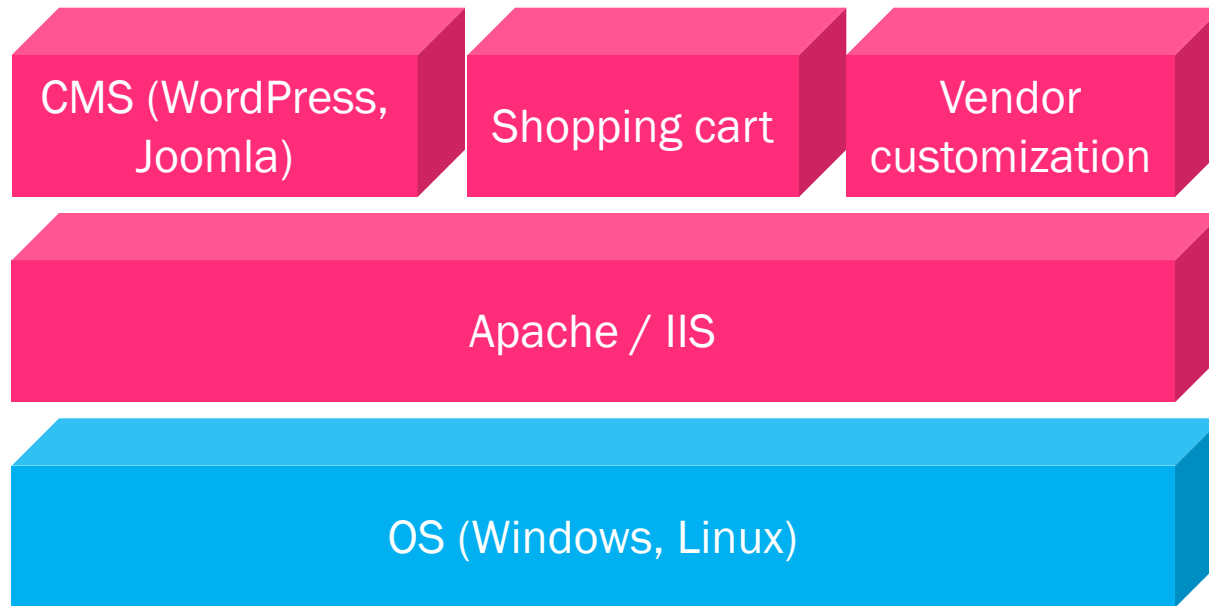 CMS (WordPress,
Joomla)
Shopping cart
Vendor
customization
Apache / IIS
OS (Windows, Linux)